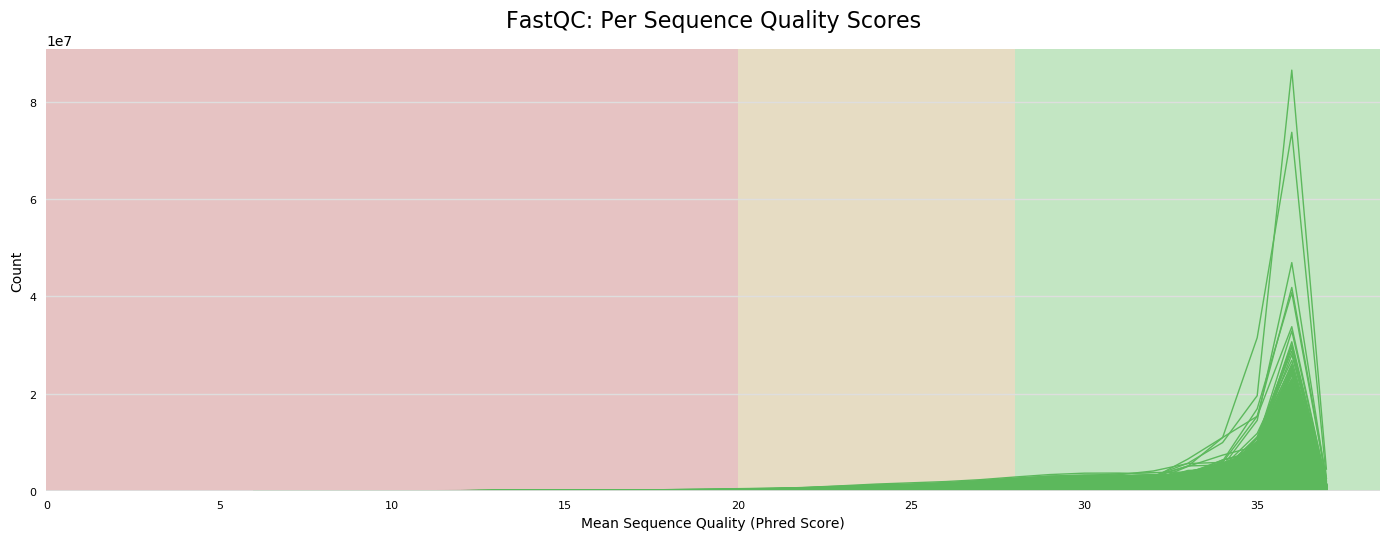 FastQC: Per Sequence Quality Scores
1e7
8
6
4
2
0
Count
0 5 10 15 20 25 30 35
Mean Sequence Quality (Phred Score)